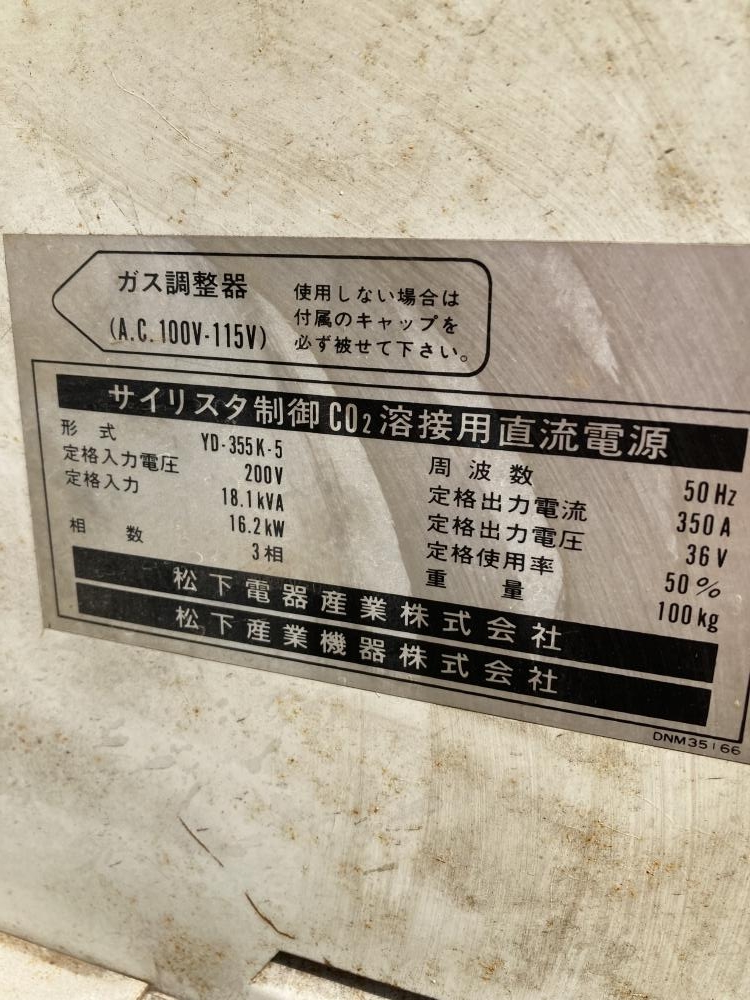 ガス調整器
(A.C.100V-115V)
使用しない場合は
付属のキャップを
必ず被せて下さい。
サイリスタ制御CO₂溶接用直流電源
形式 YD-355K-5
定格入力電圧 200V
定格入力 18.1kVA
16.2kW
相数 3相
周波数 50Hz
定格出力電流 350A
定格出力電圧 36V
定格使用率 50%
重量 100kg
松下電器産業株式会社
松下産業機器株式会社
DNM35166